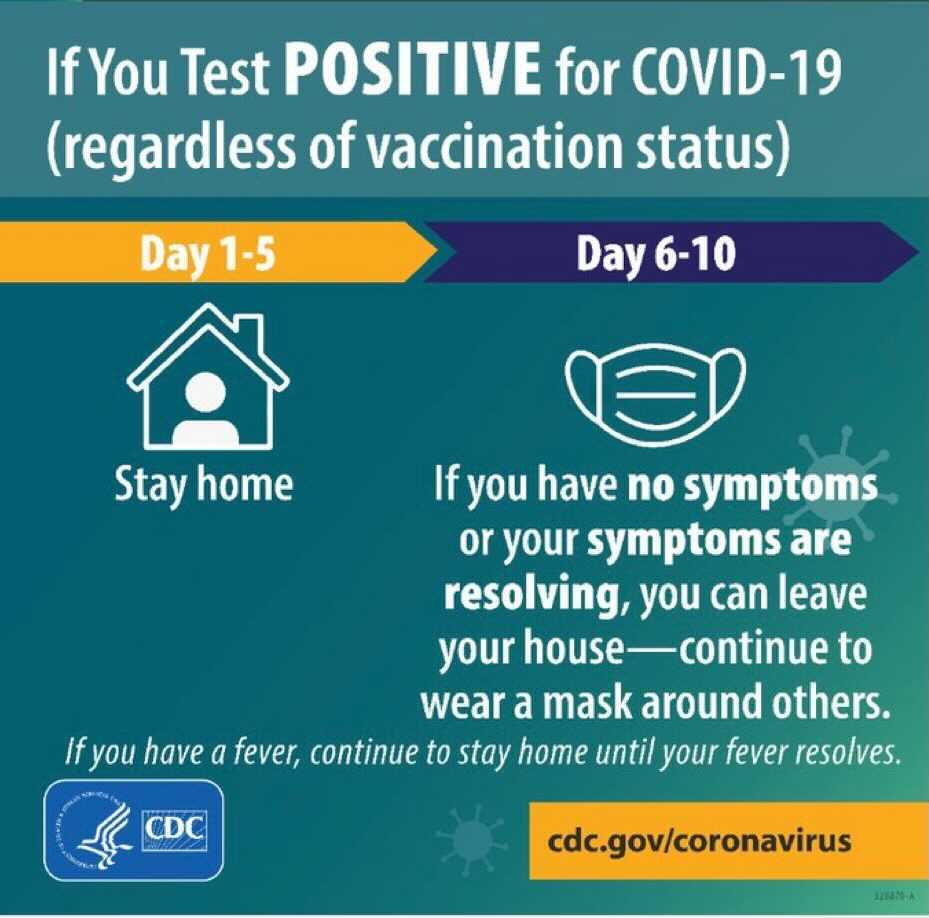 If You Test POSITIVE for COVID-19
(regardless of vaccination status)
Day 1-5
Stay home
Day 6-10
If you have no symptoms
or your symptoms are
resolving, you can leave
your house—continue to
wear a mask around others.
If you have a fever, continue to stay home until your fever resolves.
CDC
cdc.gov/coronavirus